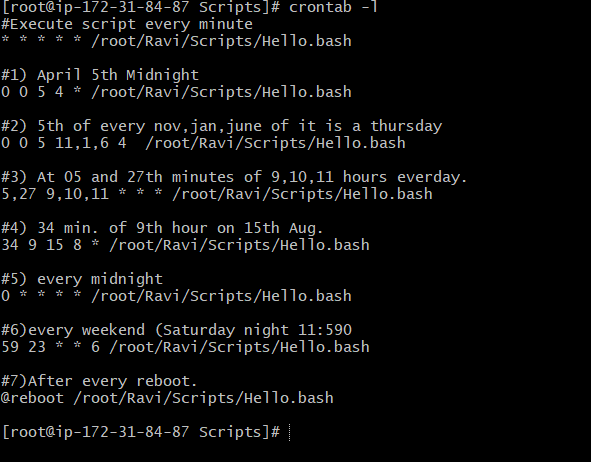 [root@ip-172-31-84-87 Scripts]# crontab -l
#Execute script every minute
* * * * * /root/Ravi/Scripts/Hello.bash
#1) April 5th Midnight
0 0 5 4 * /root/Ravi/Scripts/Hello.bash
#2) 5th of every nov,jan,june of it is a thursday
0 0 5 11,1,6 4  /root/Ravi/Scripts/Hello.bash
#3) At 05 and 27th minutes of 9,10,11 hours everday.
5,27 9,10,11 * * * /root/Ravi/Scripts/Hello.bash
#4) 34 min. of 9th hour on 15th Aug.
34 9 15 8 * /root/Ravi/Scripts/Hello.bash
#5) every midnight
0 * * * * /root/Ravi/Scripts/Hello.bash
#6)every weekend (Saturday night 11:590
59 23 * * 6 /root/Ravi/Scripts/Hello.bash
#7)After every reboot.
@reboot /root/Ravi/Scripts/Hello.bash
[root@ip-172-31-84-87 Scripts]#